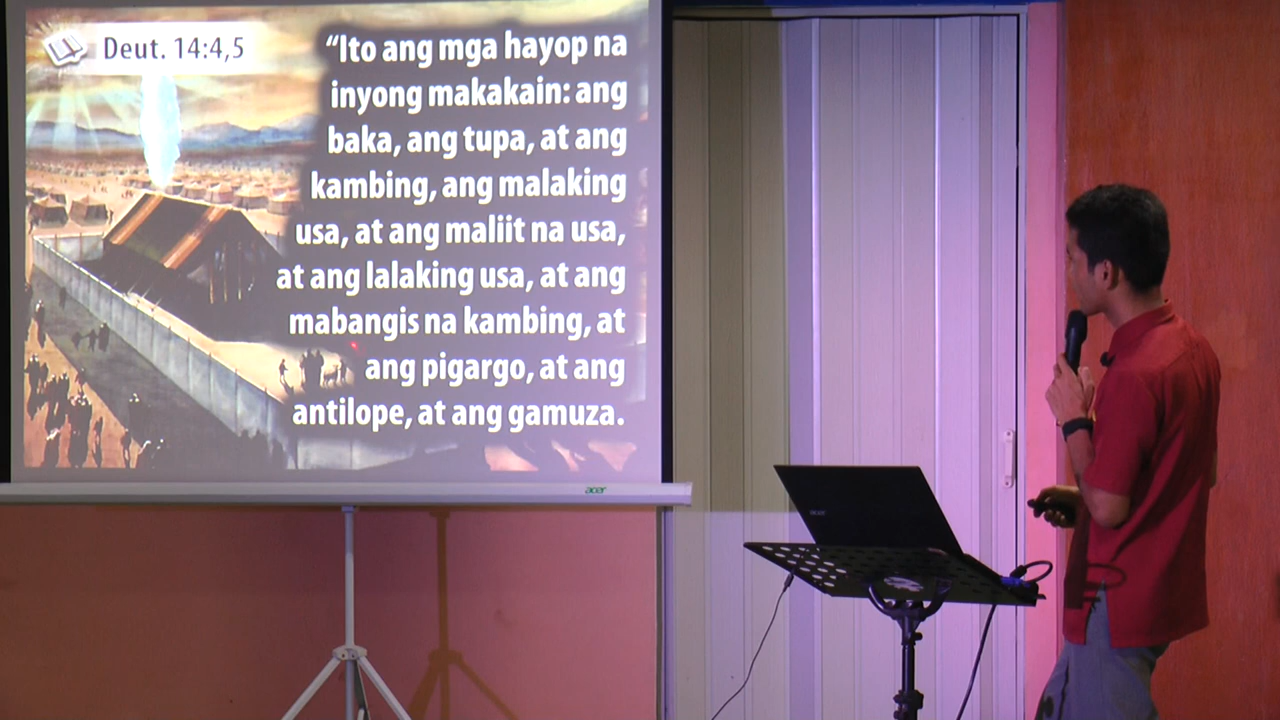 Deut. 14:4,5
“Ito ang mga hayop na
inyong makakain: ang
baka, ang tupa, at ang
kambing, ang malaking
usa, at ang maliit na usa,
at ang lalaking usa, at ang
mabangis na kambing, at
ang pigargo, at ang
antilope, at ang gamuza.
acer
acer